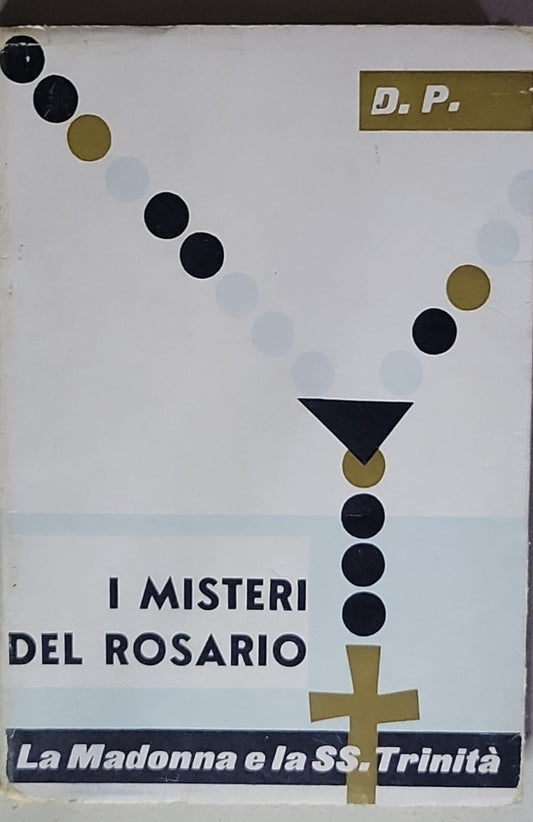 D. P.
I MISTERI
DEL ROSARIO
La Madonna e la SS. Trinità